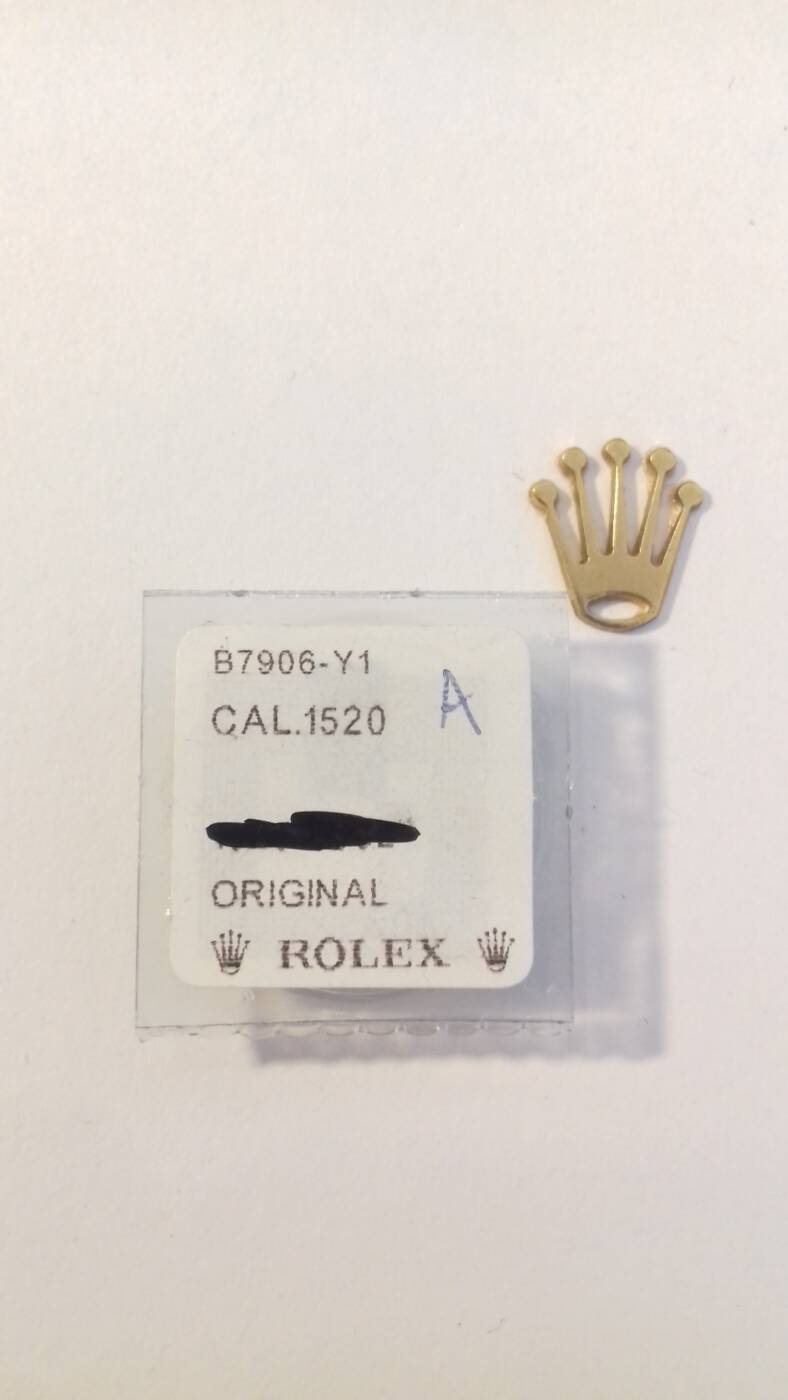 B7906-Y1
CAL.1520 A
ORIGINAL
ROLEX